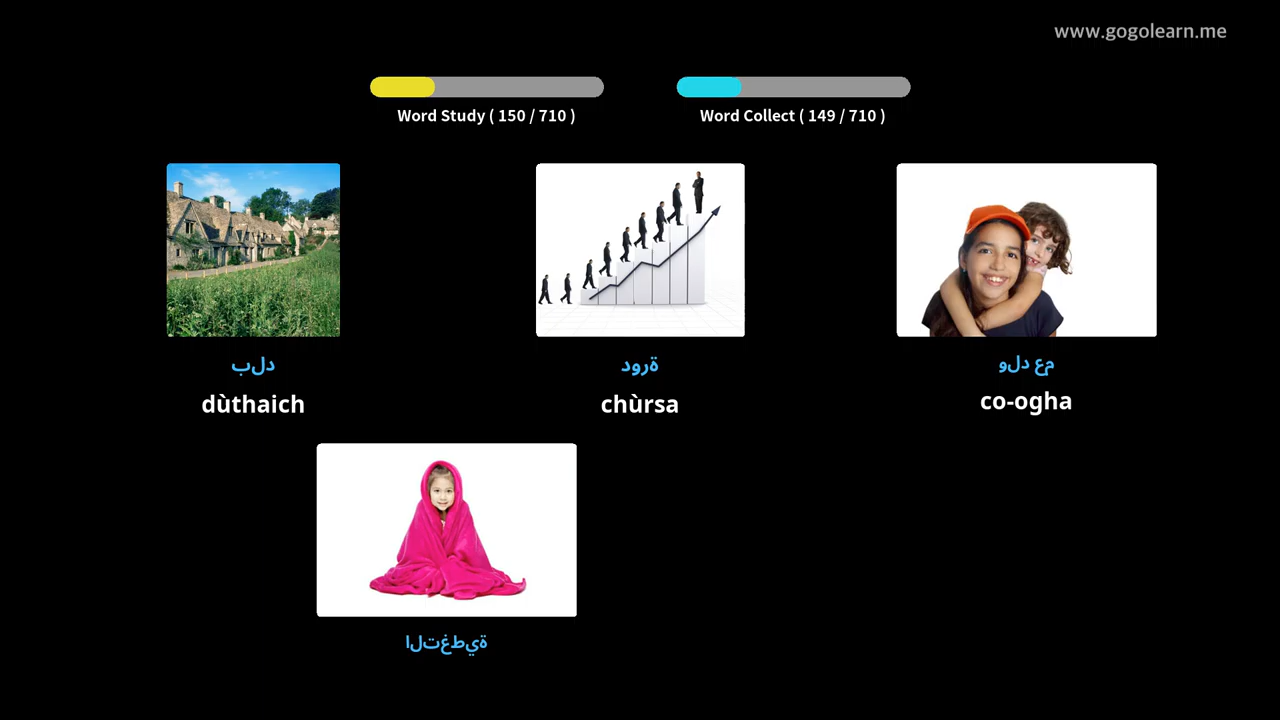 www.gogolearn.me
Word Study ( 150 / 710 )
Word Collect ( 149 / 710 )
بلد
dùthaich
دورة
chùrsa
ولد عم
co-ogha
التغطية